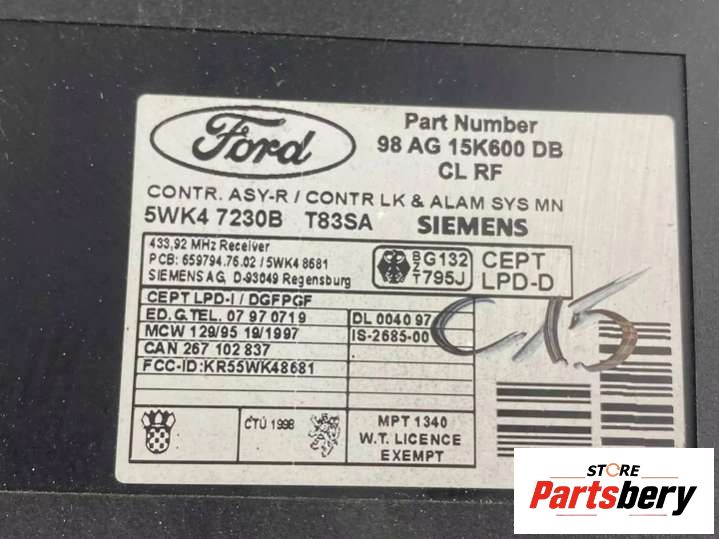 Ford
Part Number
98 AG 15K600 DB
CL RF
CONTR. ASY-R / CONTR LK & ALAM SYS MN
5WK4 7230B T83SA SIEMENS
433,92 MHz Receiver
PCB: 659794.76.02 / 5WK4 8681
SIEMENS AG, D-93049 Regensburg
BZT
G132
795J
CEPT
LPD-D
CEPT LPD-I / DGFPGF
ED. G.TEL. 07 97 0719
MCW 129/95 19/1997
CAN 267 102 837
FCC-ID: KR55WK48681
DL 0040 97
IS-2685-00
C15
ČTÚ 1998
MPT 1340
W.T. LICENCE
EXEMPT
STORE
Partsbery